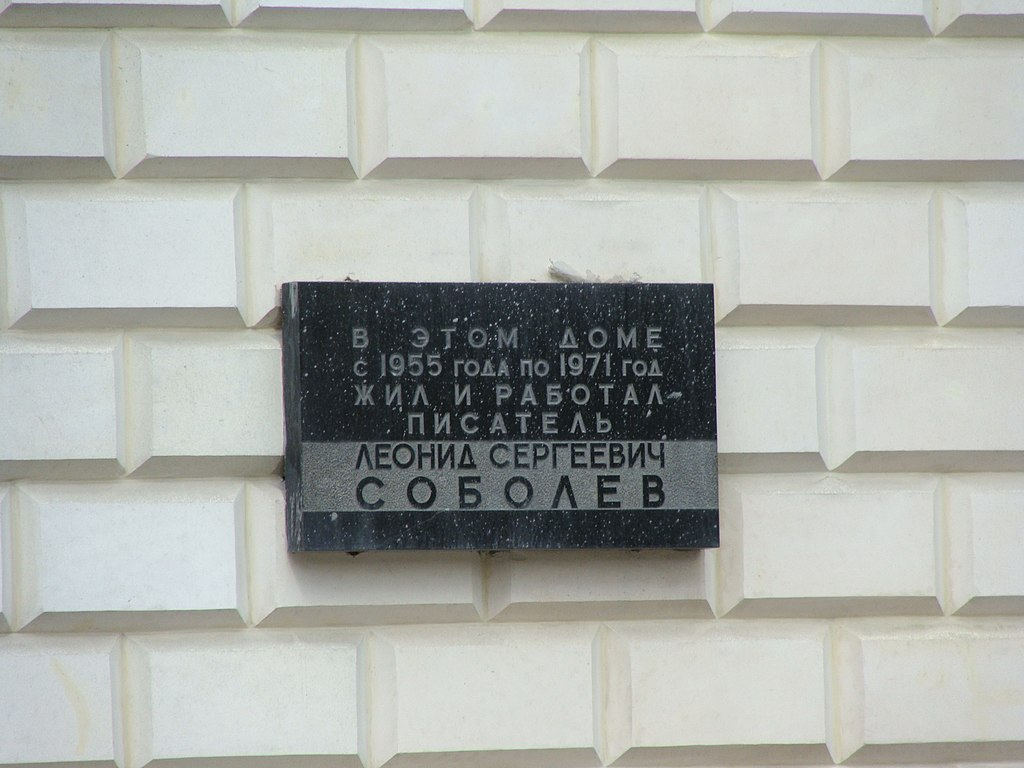 В ЭТОМ ДОМЕ
С 1955 ГОДА ПО 1971 ГОД
ЖИЛ И РАБОТАЛ
ПИСАТЕЛЬ
ЛЕОНИД СЕРГЕЕВИЧ
СОБОЛЕВ